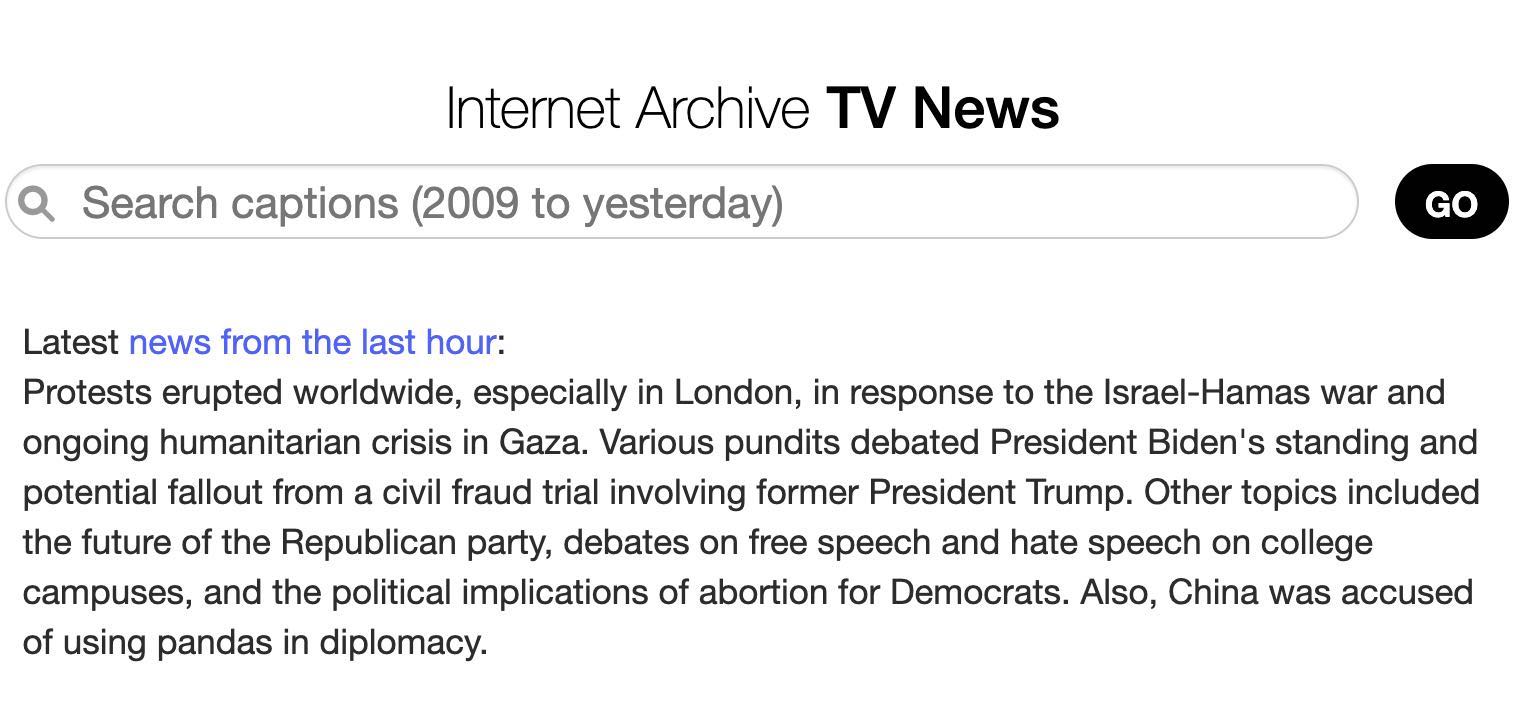 Internet Archive TV News
Search captions (2009 to yesterday)
GO
Latest news from the last hour:
Protests erupted worldwide, especially in London, in response to the Israel-Hamas war and
ongoing humanitarian crisis in Gaza. Various pundits debated President Biden's standing and
potential fallout from a civil fraud trial involving former President Trump. Other topics included
the future of the Republican party, debates on free speech and hate speech on college
campuses, and the political implications of abortion for Democrats. Also, China was accused
of using pandas in diplomacy.